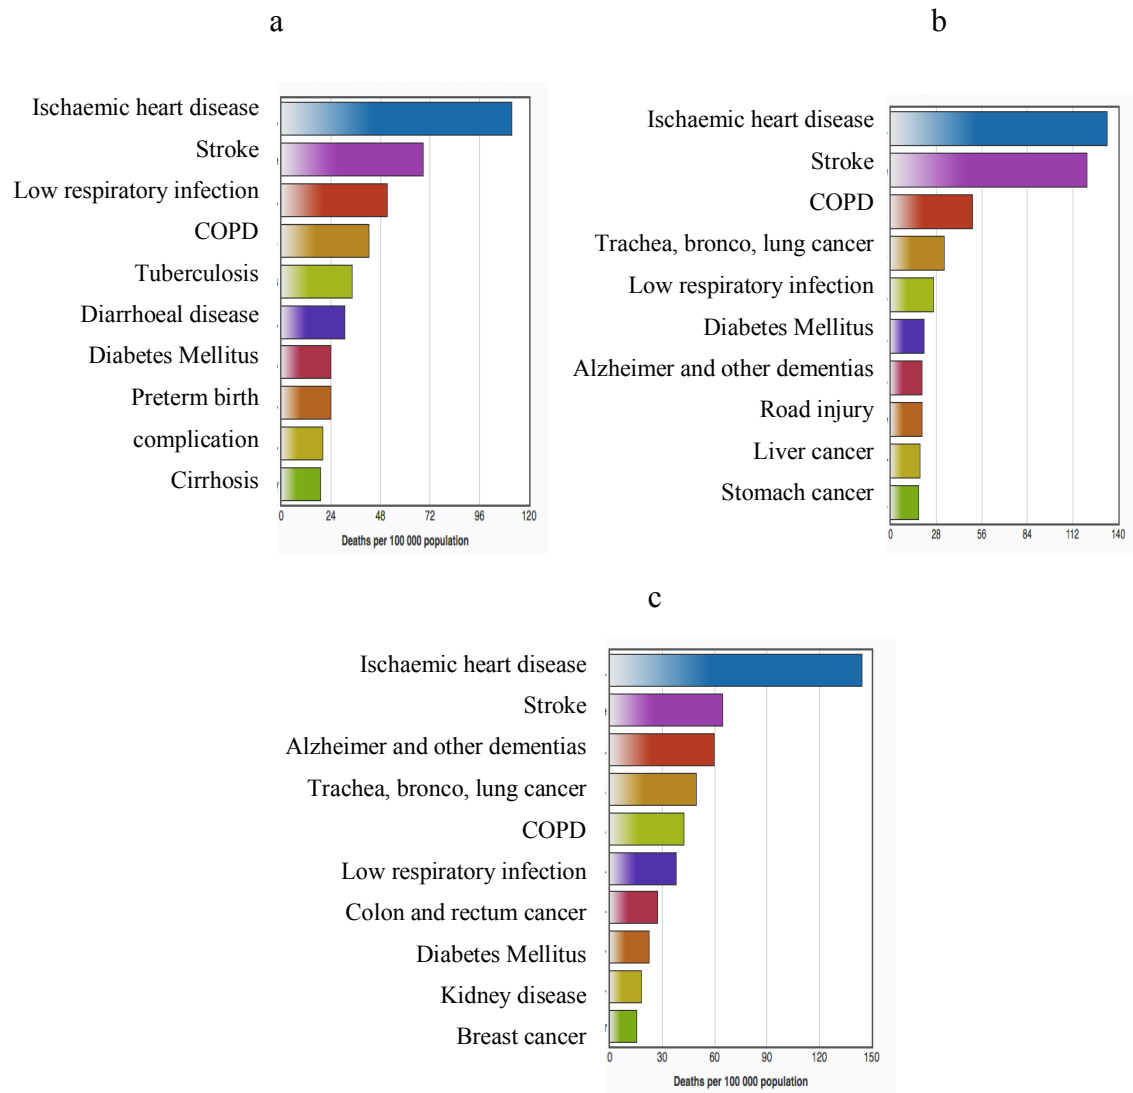 a
Ischaemic heart disease
Stroke
Low respiratory infection
COPD
Tuberculosis
Diarrhoeal disease
Diabetes Mellitus
Preterm birth
complication
Cirrhosis
0 24 48 72 96 120
Deaths per 100 000 population
b
Ischaemic heart disease
Stroke
COPD
Trachea, bronco, lung cancer
Low respiratory infection
Diabetes Mellitus
Alzheimer and other dementias
Road injury
Liver cancer
Stomach cancer
0 28 56 84 112 140
c
Ischaemic heart disease
Stroke
Alzheimer and other dementias
Trachea, bronco, lung cancer
COPD
Low respiratory infection
Colon and rectum cancer
Diabetes Mellitus
Kidney disease
Breast cancer
0 30 60 90 120 150
Deaths per 100 000 population